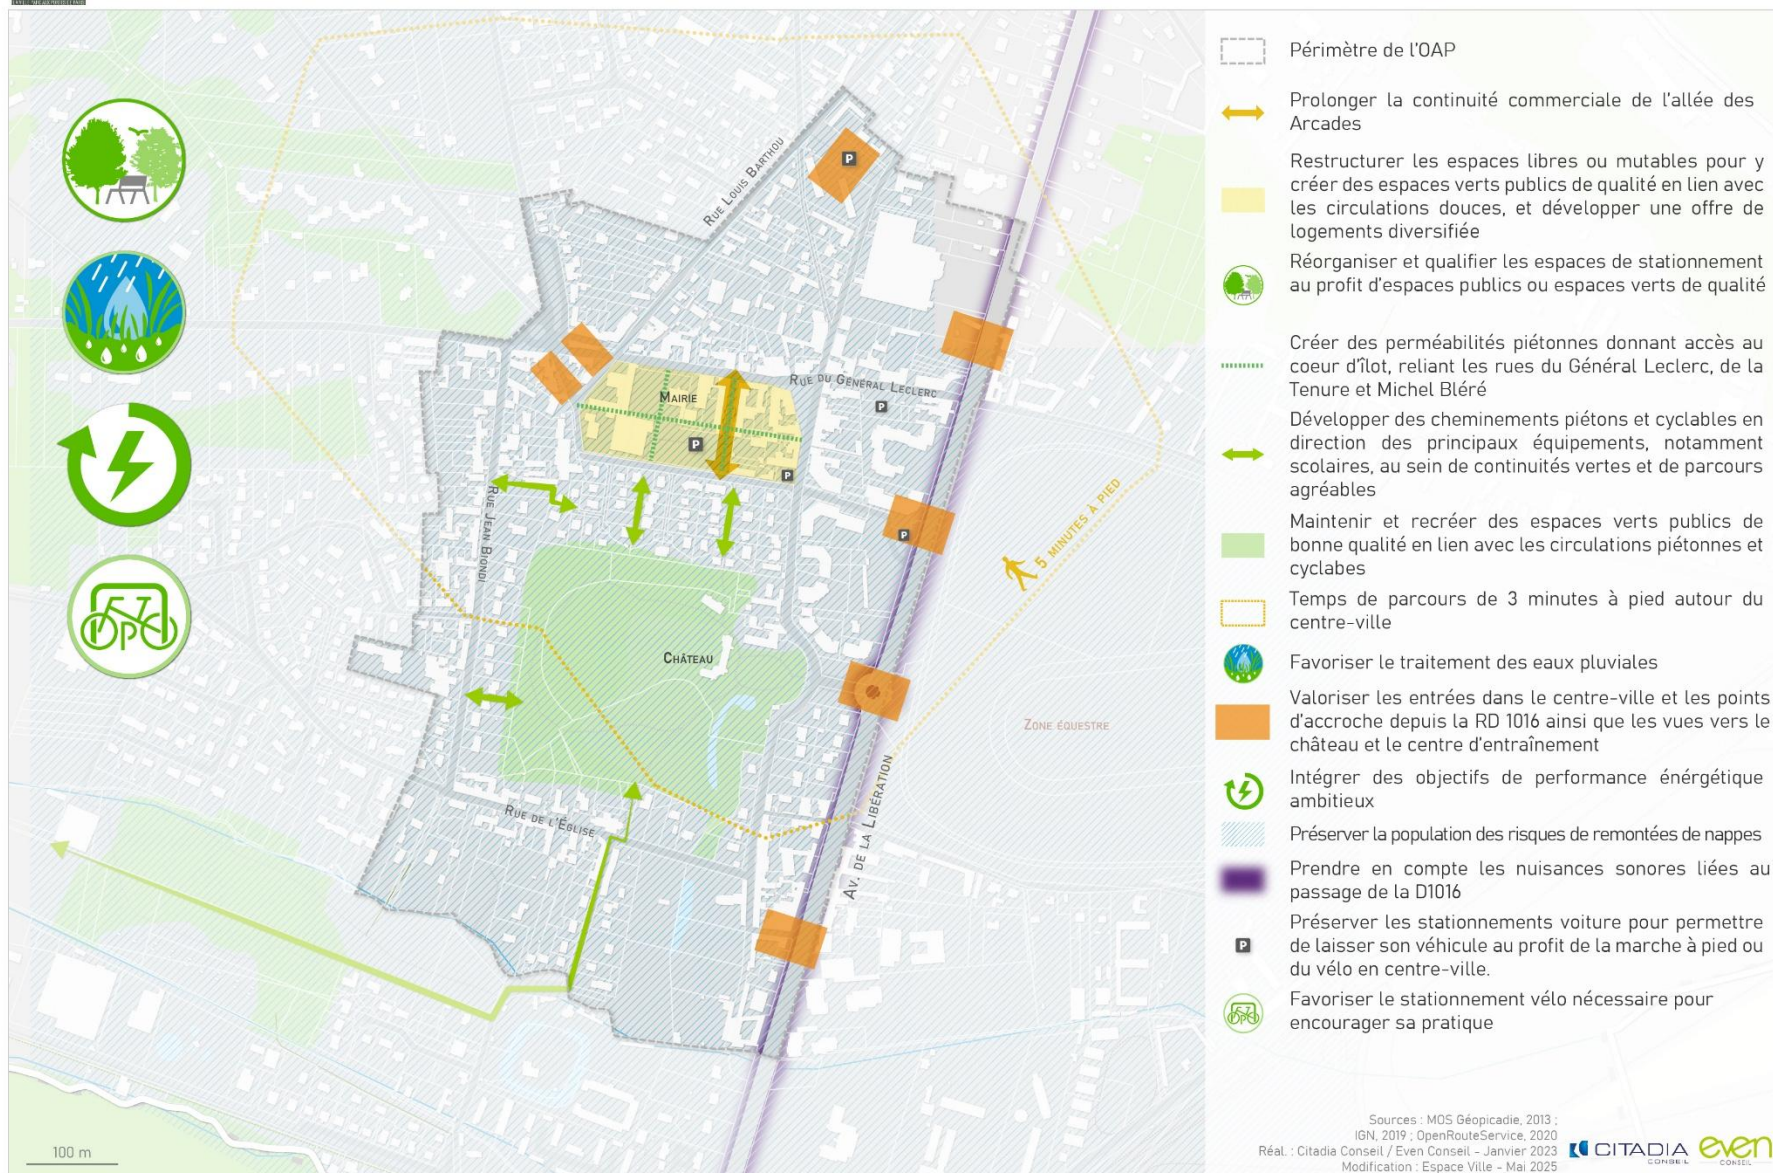 RUE LOUIS BARTHOU
P
RUE DU GÉNÉRAL LECLERC
MAIRIE
P
P
P
P
RUE JEAN BIONDI
5 MINUTES À PIED
CHÂTEAU
ZONE ÉQUESTRE
RUE DE L'ÉGLISE
AV. DE LA LIBÉRATION
100 m
Périmètre de l'OAP
Prolonger la continuité commerciale de l'allée des
Arcades
Restructurer les espaces libres ou mutables pour y
créer des espaces verts publics de qualité en lien avec
les circulations douces, et développer une offre de
logements diversifiée
Réorganiser et qualifier les espaces de stationnement
au profit d'espaces publics ou espaces verts de qualité
Créer des perméabilités piétonnes donnant accès au
coeur d'îlot, reliant les rues du Général Leclerc, de la
Tenure et Michel Bléré
Développer des cheminements piétons et cyclables en
direction des principaux équipements, notamment
scolaires, au sein de continuités vertes et de parcours
agréables
Maintenir et recréer des espaces verts publics de
bonne qualité en lien avec les circulations piétonnes et
cyclabes
Temps de parcours de 3 minutes à pied autour du
centre-ville
Favoriser le traitement des eaux pluviales
Valoriser les entrées dans le centre-ville et les points
d'accroche depuis la RD 1016 ainsi que les vues vers le
château et le centre d'entraînement
Intégrer des objectifs de performance énérgétique
ambitieux
Préserver la population des risques de remontées de nappes
Prendre en compte les nuisances sonores liées au
passage de la D1016
P
Préserver les stationnements voiture pour permettre
de laisser son véhicule au profit de la marche à pied ou
du vélo en centre-ville.
Favoriser le stationnement vélo nécessaire pour
encourager sa pratique
Sources : MOS Géopicadie, 2013 ;
IGN, 2019 ; OpenRouteService, 2020
Réal. : Citadia Conseil / Even Conseil - Janvier 2023
Modification : Espace Ville - Mai 2025
CITADIA
CONSEIL
even
CONSEIL